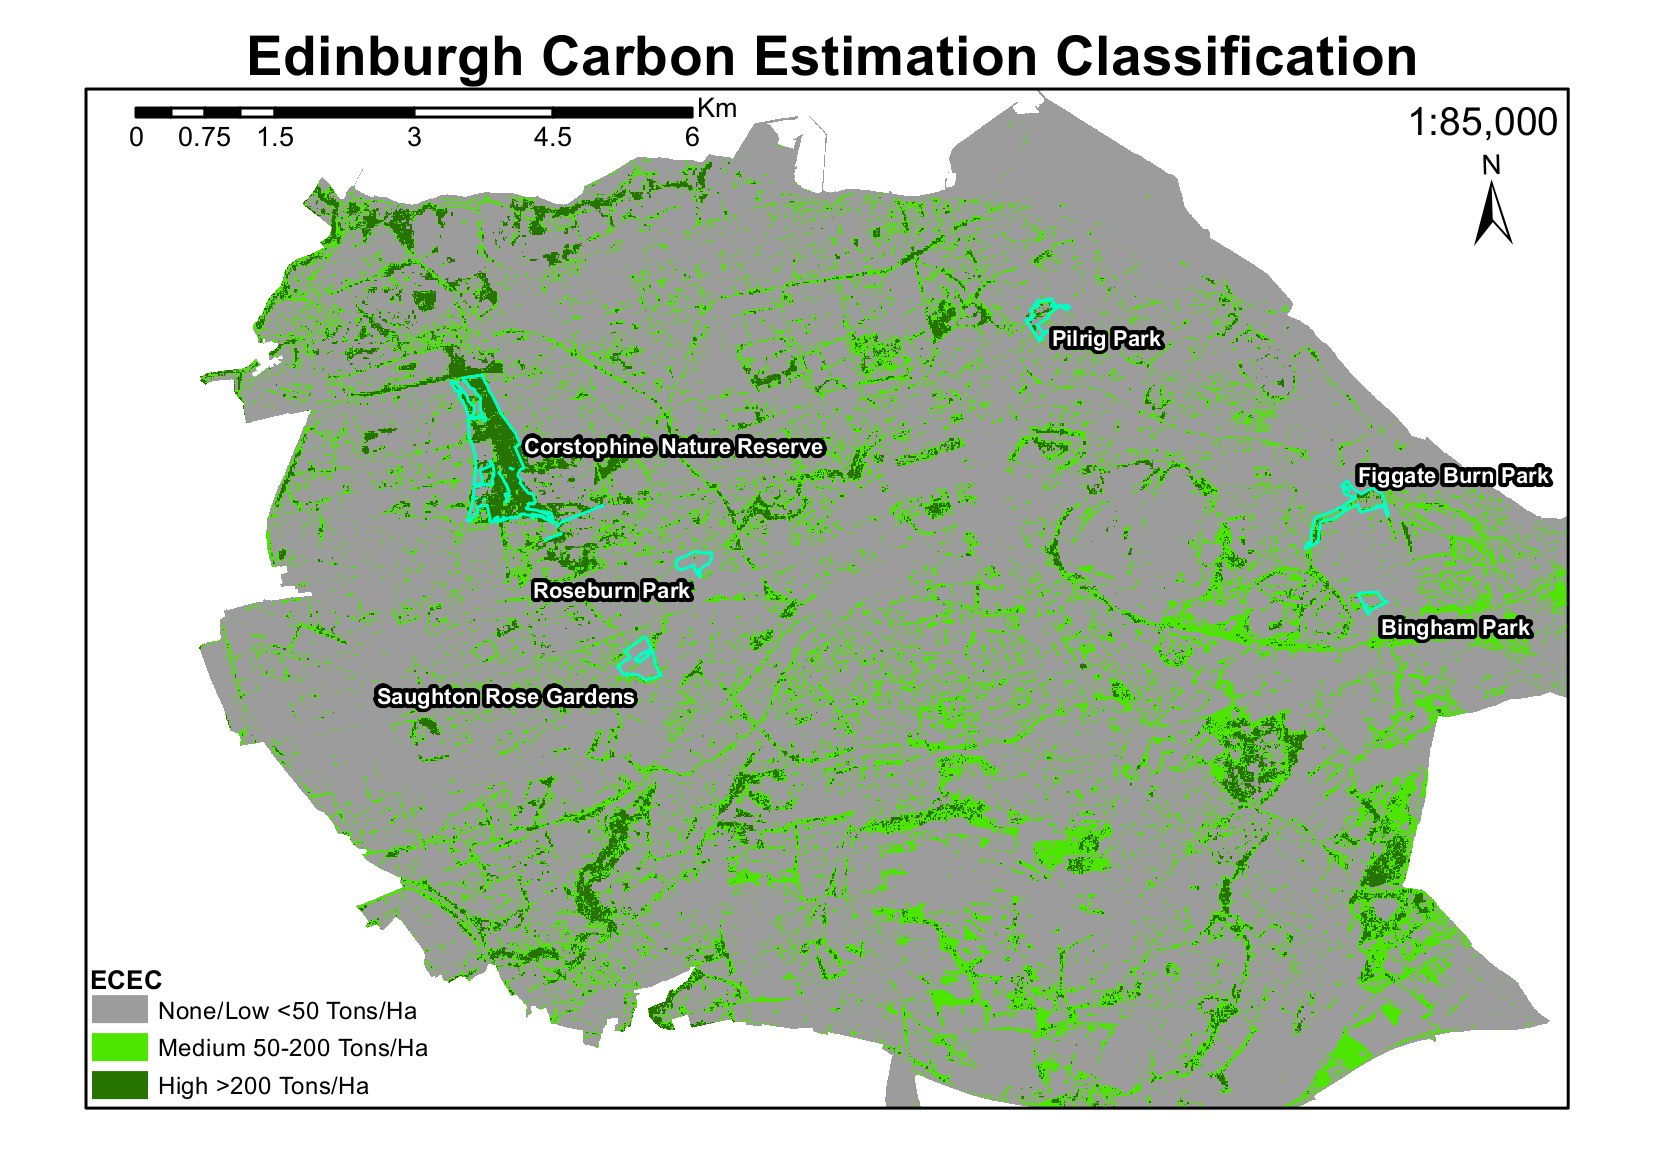 Edinburgh Carbon Estimation Classification
Km
0 0.75 1.5 3 4.5 6
1:85,000
N
Pilrig Park
Corstophine Nature Reserve
Figgate Burn Park
Roseburn Park
Bingham Park
Saughton Rose Gardens
ECEC
None/Low <50 Tons/Ha
Medium 50-200 Tons/Ha
High >200 Tons/Ha